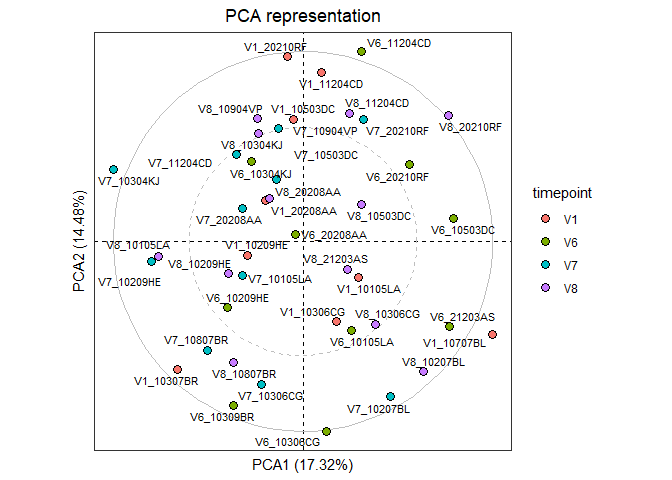 PCA representation
V6_11204CD
V1_20210RF
V1_11204CD
V8_10904VP
V1_10503DC
V8_11204CD
V7_10904VP
V7_20210RF
V8_20210RF
V8_10304KJ
V7_11204CD
V7_10503DC
V6_10304KJ
V6_20210RF
V7_10304KJ
V8_20208AA
V1_20208AA
V7_20208AA
V8_10503DC
V6_20208AA
V6_10503DC
V8_10105LA
V1_10209HE
V8_21203AS
V8_10209HE
V7_10209HE
V7_10105LA
V1_10105LA
V6_10209HE
V1_10306CG
V8_10306CG
V6_21203AS
V7_10807BR
V6_10105LA
V1_10707BL
V8_10207BL
V1_10307BR
V8_10807BR
V7_10306CG
V7_10207BL
V6_10309BR
V6_10306CG
PCA1 (17.32%)
PCA2 (14.48%)
timepoint
V1
V6
V7
V8